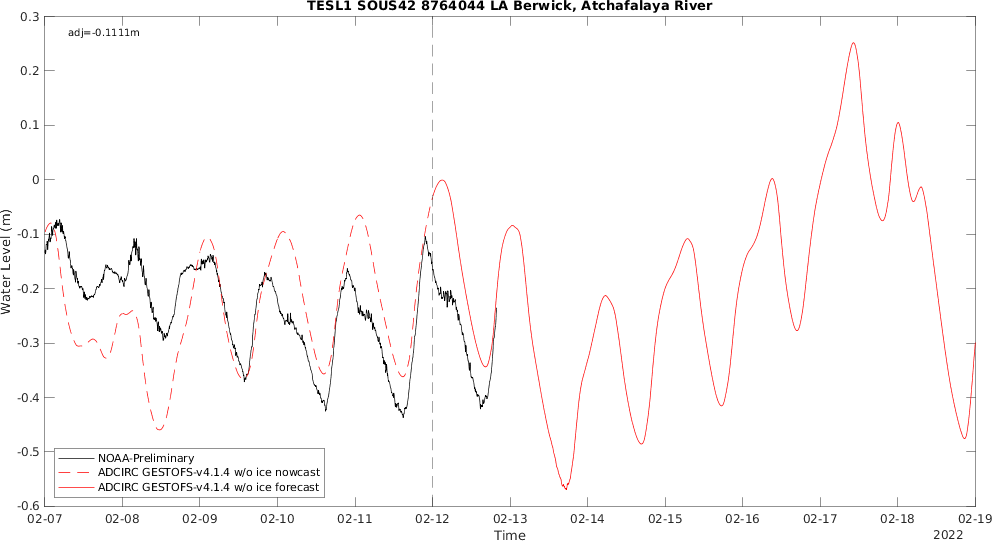 TESL1 SOUS42 8764044 LA Berwick, Atchafalaya River
adj=-0.1111m
0.3
0.2
0.1
0
-0.1
-0.2
-0.3
-0.4
-0.5
-0.6
Water Level (m)
NOAA-Preliminary
ADCIRC GESTOFS-v4.1.4 w/o ice nowcast
ADCIRC GESTOFS-v4.1.4 w/o ice forecast
02-07 02-08 02-09 02-10 02-11 02-12 02-13 02-14 02-15 02-16 02-17 02-18 02-19
Time
2022